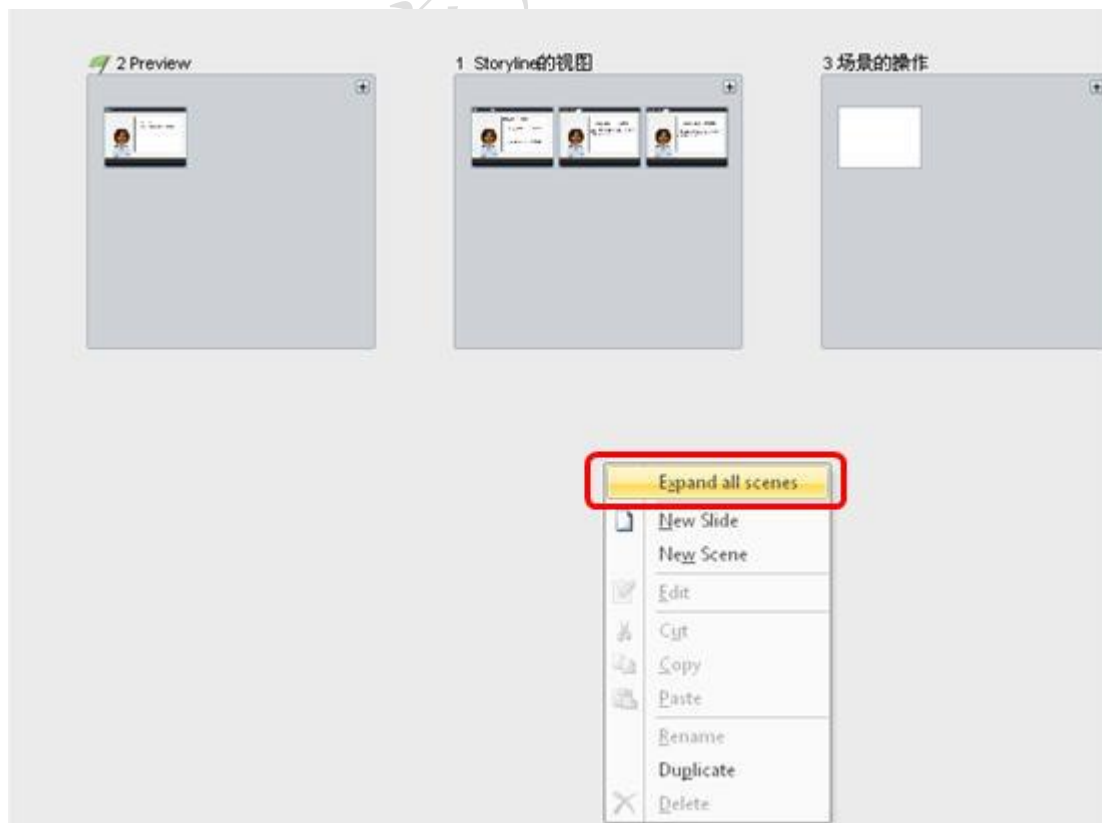 2 Preview
1 Storyline的视图
3 场景的操作
Expand all scenes
New Slide
New Scene
Edit
Cut
Copy
Paste
Rename
Duplicate
Delete